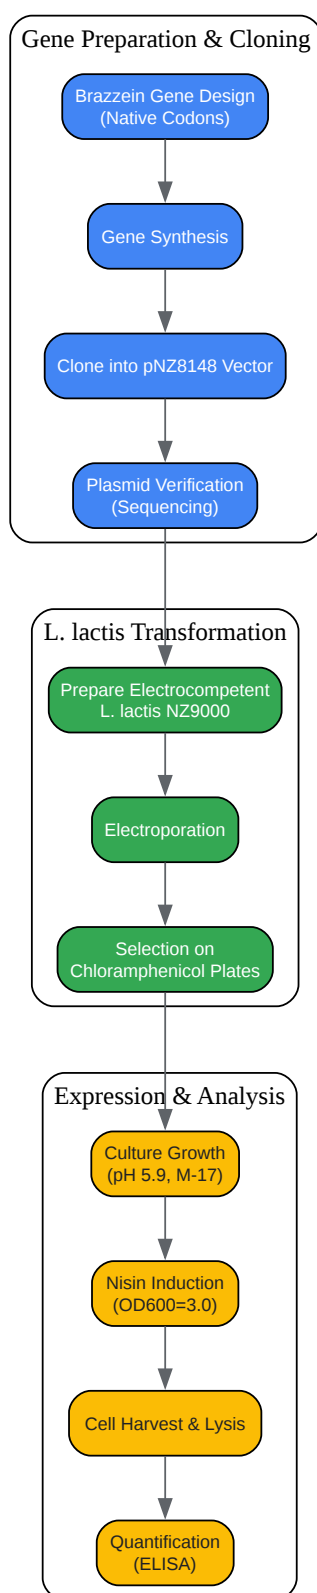 Gene Preparation & Cloning
Brazzein Gene Design
(Native Codons)
Gene Synthesis
Clone into pNZ8148 Vector
Plasmid Verification
(Sequencing)
L. lactis Transformation
Prepare Electrocompetent
L. lactis NZ9000
Electroporation
Selection on
Chloramphenicol Plates
Expression & Analysis
Culture Growth
(pH 5.9, M-17)
Nisin Induction
(OD600=3.0)
Cell Harvest & Lysis
Quantification
(ELISA)